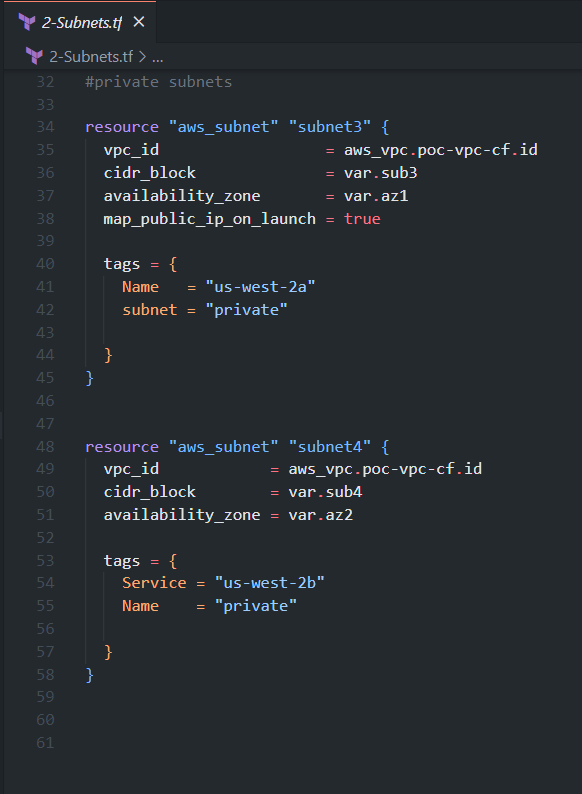 2-Subnets.tf ×
2-Subnets.tf > ...
32 #private subnets
33
34 resource "aws_subnet" "subnet3" {
35   vpc_id                  = aws_vpc.poc-vpc-cf.id
36   cidr_block              = var.sub3
37   availability_zone       = var.az1
38   map_public_ip_on_launch = true
39
40   tags = {
41     Name   = "us-west-2a"
42     subnet = "private"
43
44   }
45 }
46
47
48 resource "aws_subnet" "subnet4" {
49   vpc_id            = aws_vpc.poc-vpc-cf.id
50   cidr_block        = var.sub4
51   availability_zone = var.az2
52
53   tags = {
54     Service = "us-west-2b"
55     Name    = "private"
56
57   }
58 }
59
60
61